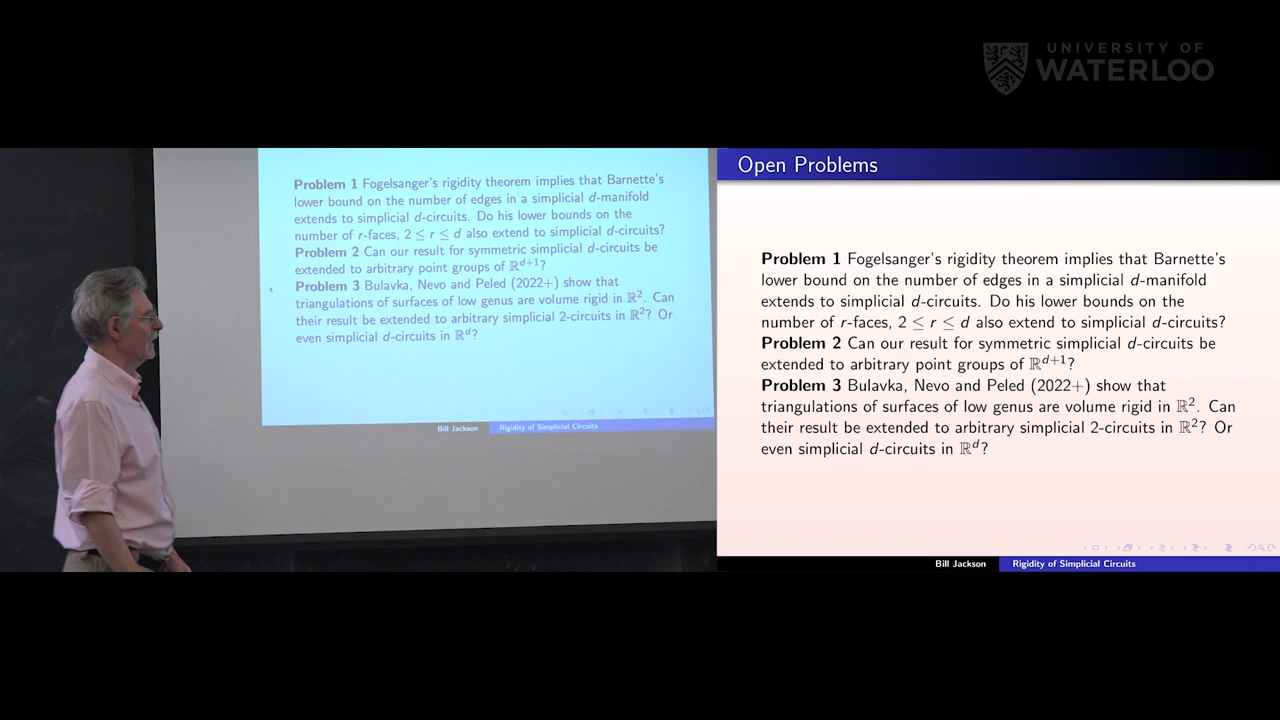 UNIVERSITY OF
WATERLOO
Problem 1 Fogelsanger's rigidity theorem implies that Barnette's
lower bound on the number of edges in a simplicial d-manifold
extends to simplicial d-circuits. Do his lower bounds on the
number of r-faces, 2 ≤ r ≤ d also extend to simplicial d-circuits?
Problem 2 Can our result for symmetric simplicial d-circuits be
extended to arbitrary point groups of ℝᵈ⁺¹?
Problem 3 Bulavka, Nevo and Peled (2022+) show that
triangulations of surfaces of low genus are volume rigid in ℝ². Can
their result be extended to arbitrary simplicial 2-circuits in ℝ²? Or
even simplicial d-circuits in ℝᵈ?
Bill Jackson Rigidity of Simplicial Circuits
Open Problems
Problem 1 Fogelsanger's rigidity theorem implies that Barnette's
lower bound on the number of edges in a simplicial d-manifold
extends to simplicial d-circuits. Do his lower bounds on the
number of r-faces, 2 ≤ r ≤ d also extend to simplicial d-circuits?
Problem 2 Can our result for symmetric simplicial d-circuits be
extended to arbitrary point groups of ℝᵈ⁺¹?
Problem 3 Bulavka, Nevo and Peled (2022+) show that
triangulations of surfaces of low genus are volume rigid in ℝ². Can
their result be extended to arbitrary simplicial 2-circuits in ℝ²? Or
even simplicial d-circuits in ℝᵈ?
Bill Jackson Rigidity of Simplicial Circuits